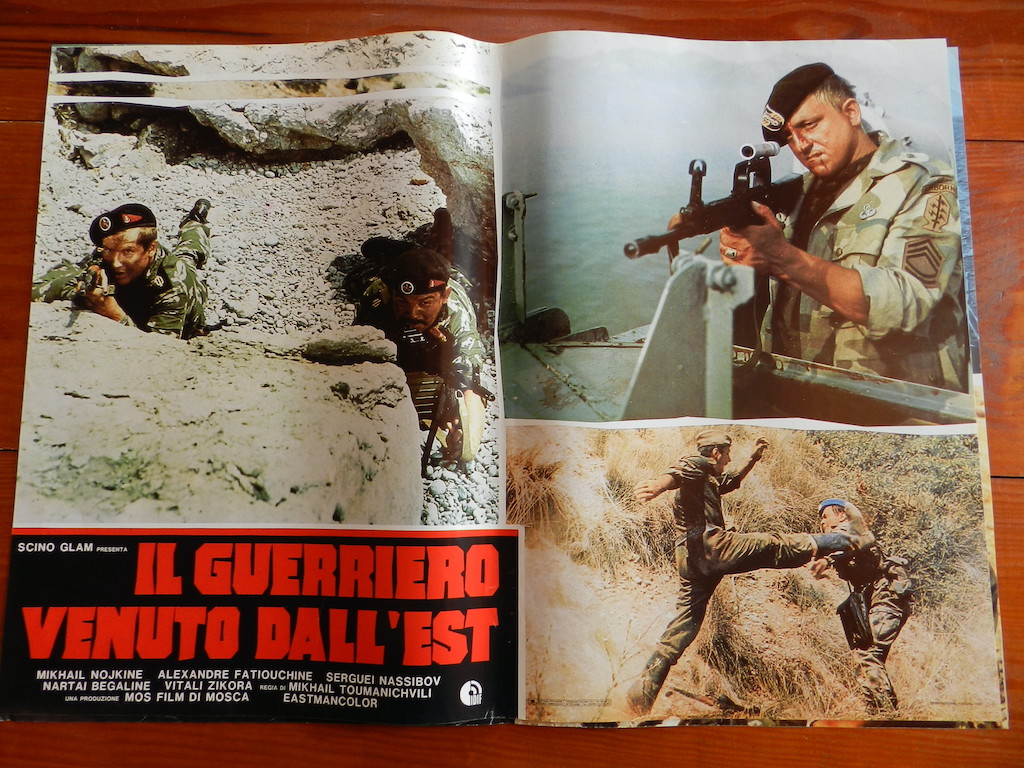 SCINO GLAM PRESENTA
IL GUERRIERO
VENUTO DALL'EST
MIKHAIL NOJKINE ALEXANDRE FATIOUCHINE SERGUEI NASSIBOV
NARTAI BEGALINE VITALI ZIKORA REGIA DI MIKHAIL TOUMANICHVILI
UNA PRODUZIONE MOS FILM DI MOSCA EASTMANCOLOR